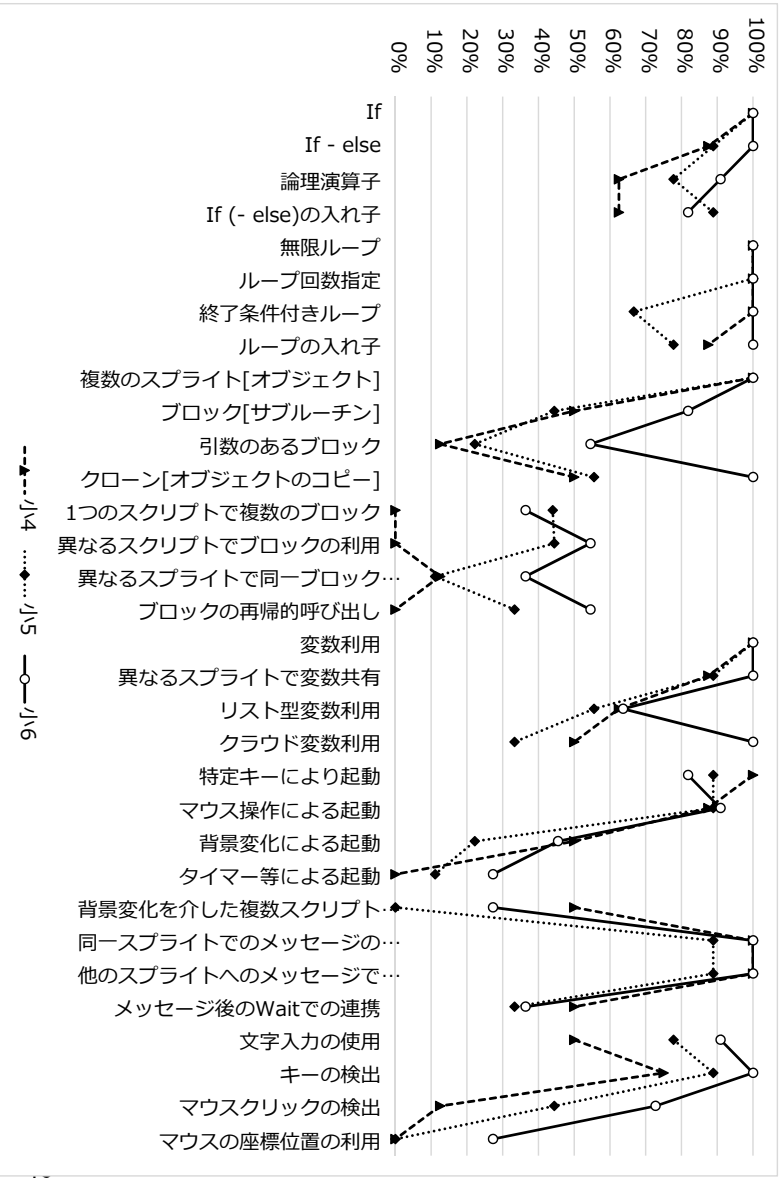 100%
90%
80%
70%
60%
50%
40%
30%
20%
10%
0%
If
If - else
論理演算子
If (- else)の入れ子
無限ループ
ループ回数指定
終了条件付きループ
ループの入れ子
複数のスプライト[オブジェクト]
ブロック[サブルーチン]
引数のあるブロック
クローン[オブジェクトのコピー]
1つのスクリプトで複数のブロック
異なるスクリプトでブロックの利用
異なるスプライトで同一ブロック…
ブロックの再帰的呼び出し
変数利用
異なるスプライトで変数共有
リスト型変数利用
クラウド変数利用
特定キーにより起動
マウス操作による起動
背景変化による起動
タイマー等による起動
背景変化を介した複数スクリプト…
同一スプライトでのメッセージの…
他のスプライトへのメッセージで…
メッセージ後のWaitでの連携
文字入力の使用
キーの検出
マウスクリックの検出
マウスの座標位置の利用
小4 小5 小6